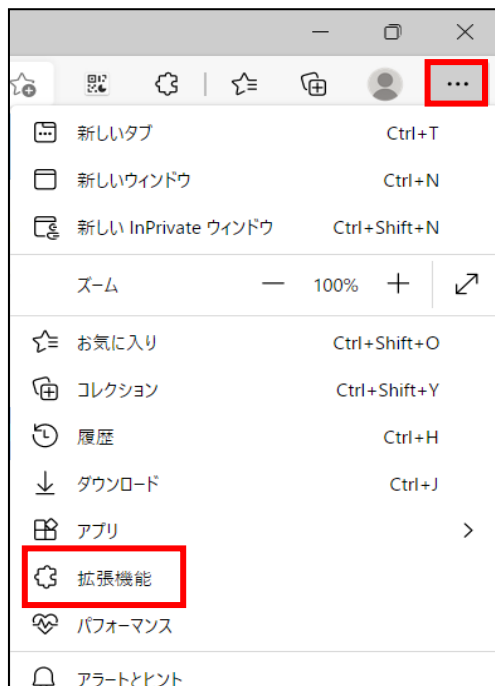 新しいタブ Ctrl+T
新しいウィンドウ Ctrl+N
新しい InPrivate ウィンドウ Ctrl+Shift+N
ズーム 100%
お気に入り Ctrl+Shift+O
コレクション Ctrl+Shift+Y
履歴 Ctrl+H
ダウンロード Ctrl+J
アプリ
拡張機能
パフォーマンス
アラートとヒント